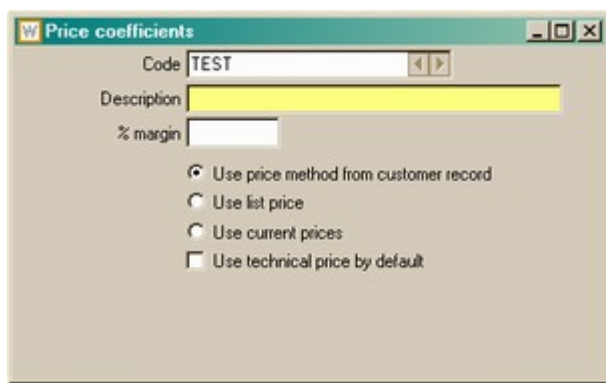 W Price coefficients
Code TEST
Description
% margin
Use price method from customer record
Use list price
Use current prices
Use technical price by default